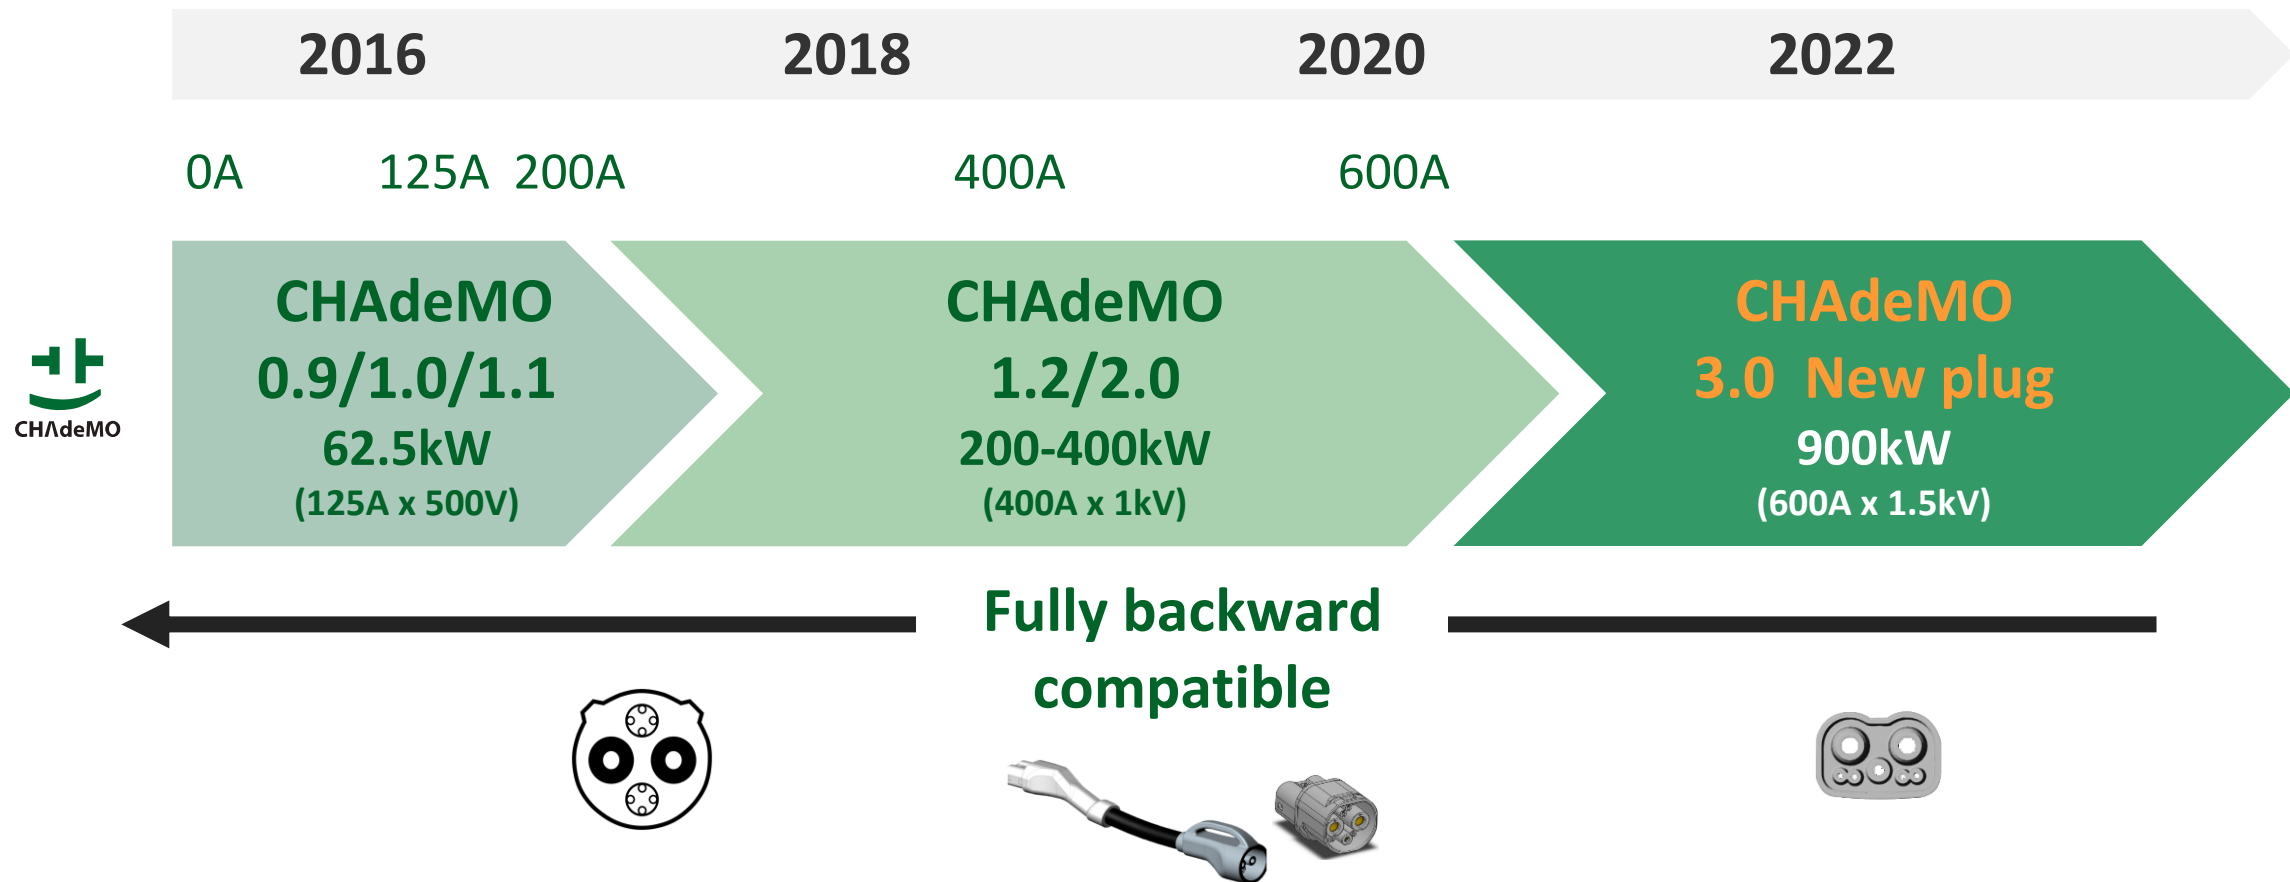 2016 2018 2020 2022
0A 125A 200A 400A 600A
CHAdeMO
0.9/1.0/1.1
62.5kW
(125A x 500V)
CHAdeMO
1.2/2.0
200-400kW
(400A x 1kV)
CHAdeMO
3.0 New plug
900kW
(600A x 1.5kV)
CHΛdeMO
Fully backward
compatible